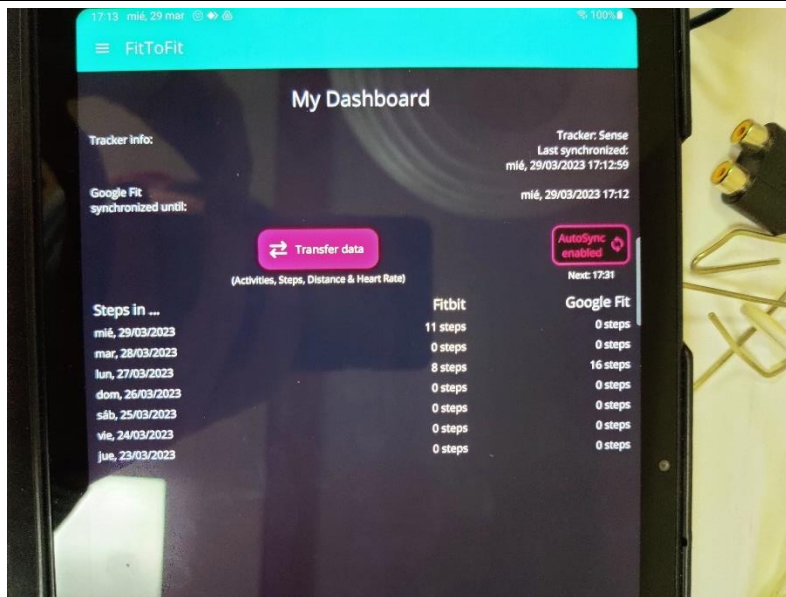 17:13 mié, 29 mar
100%
FitToFit
My Dashboard
Tracker info:
Tracker: Sense
Last synchronized:
mié, 29/03/2023 17:12:59
Google Fit
synchronized until:
mié, 29/03/2023 17:12
Transfer data
AutoSync
enabled
(Activities, Steps, Distance & Heart Rate)
Next: 17:31
Steps in ... Fitbit Google Fit
mié, 29/03/2023 11 steps 0 steps
mar, 28/03/2023 0 steps 0 steps
lun, 27/03/2023 8 steps 16 steps
dom, 26/03/2023 0 steps 0 steps
sáb, 25/03/2023 0 steps 0 steps
vie, 24/03/2023 0 steps 0 steps
jue, 23/03/2023 0 steps 0 steps